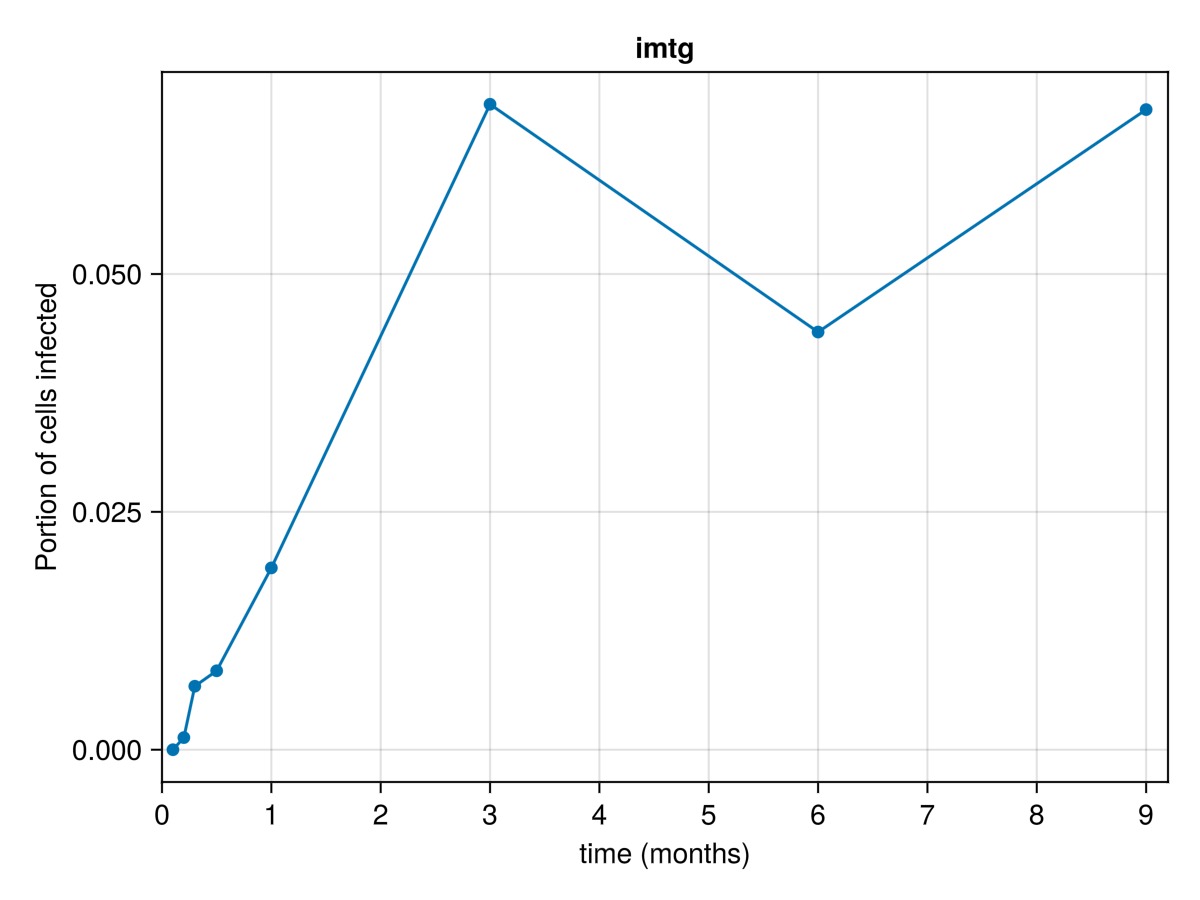 imtg
Portion of cells infected
0.050
0.025
0.000
0 1 2 3 4 5 6 7 8 9
time (months)